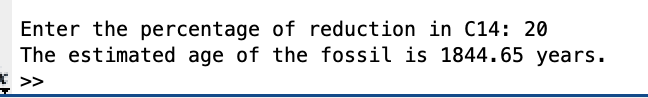 Enter the percentage of reduction in C14: 20
The estimated age of the fossil is 1844.65 years.
>>